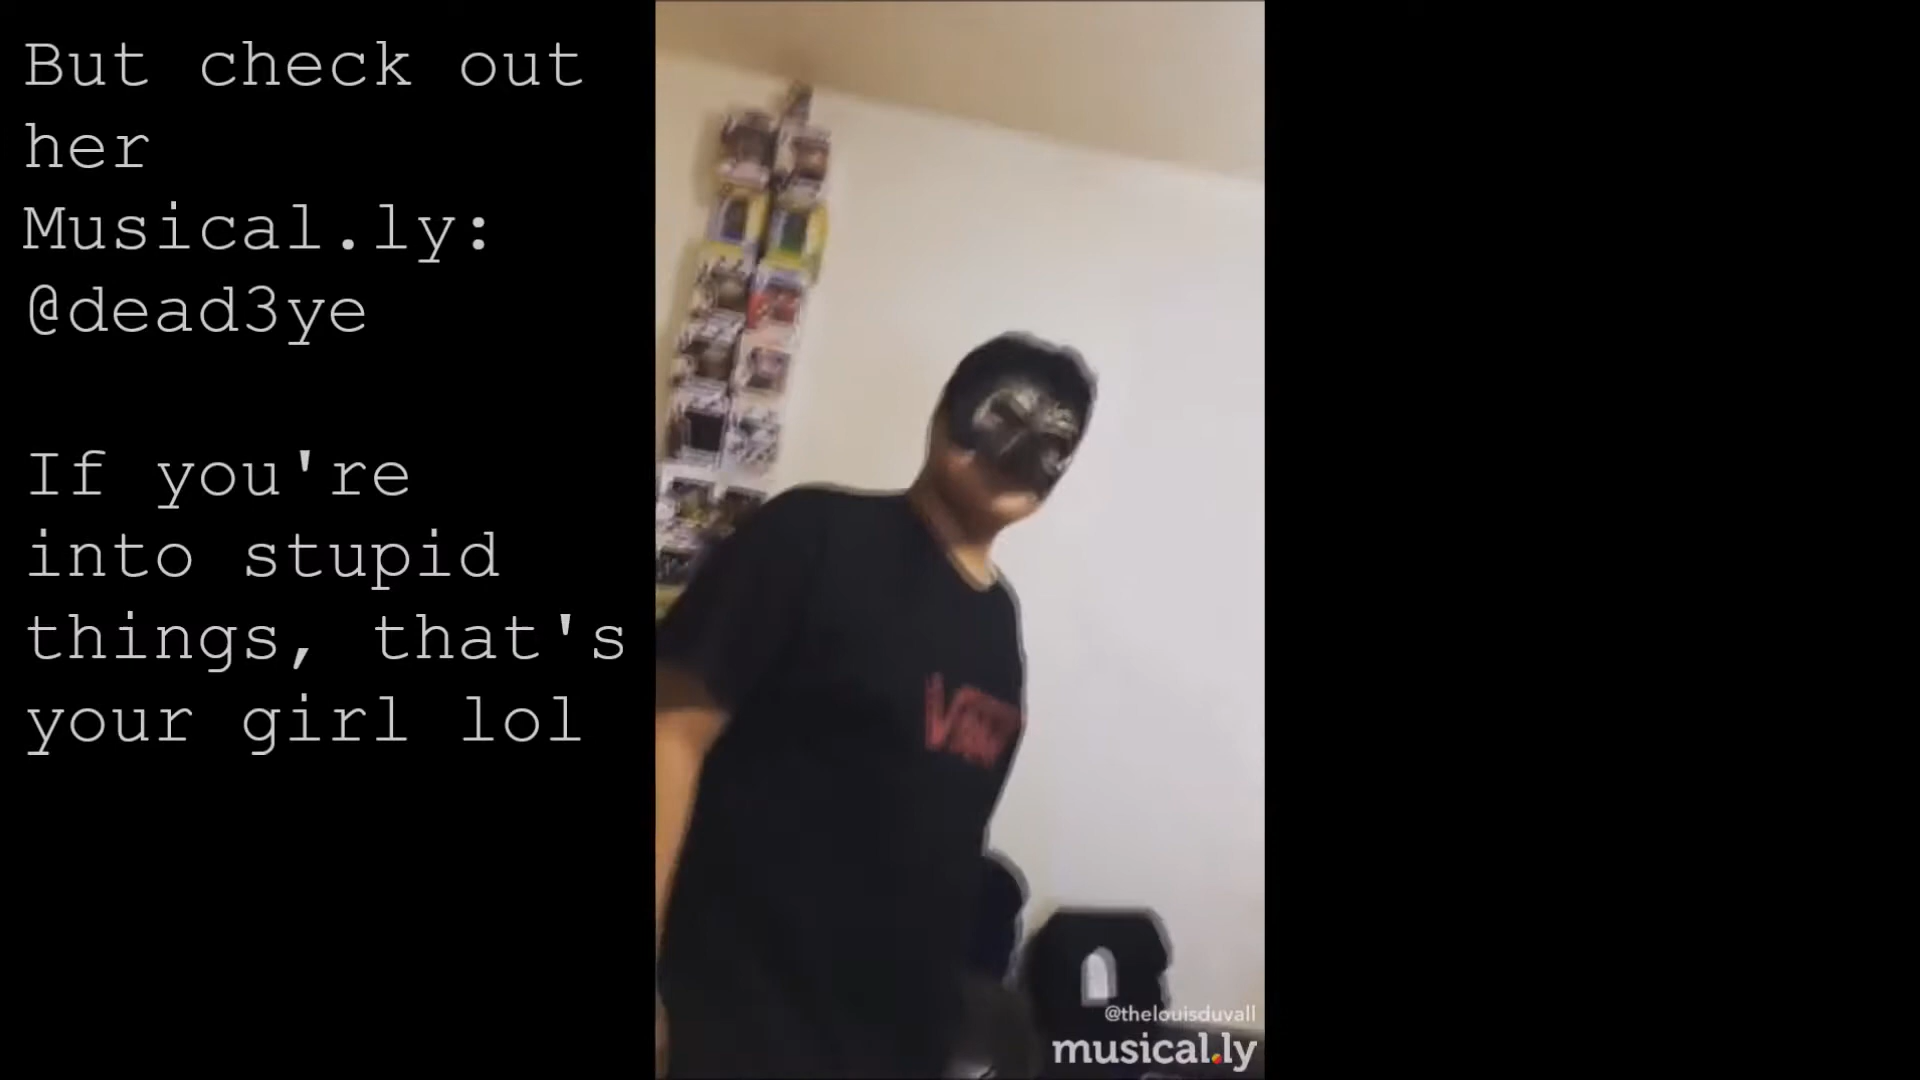 But check out
her
Musical.ly:
@dead3ye
If you're
into stupid
things, that's
your girl lol
@thelouisduvall
musical.ly